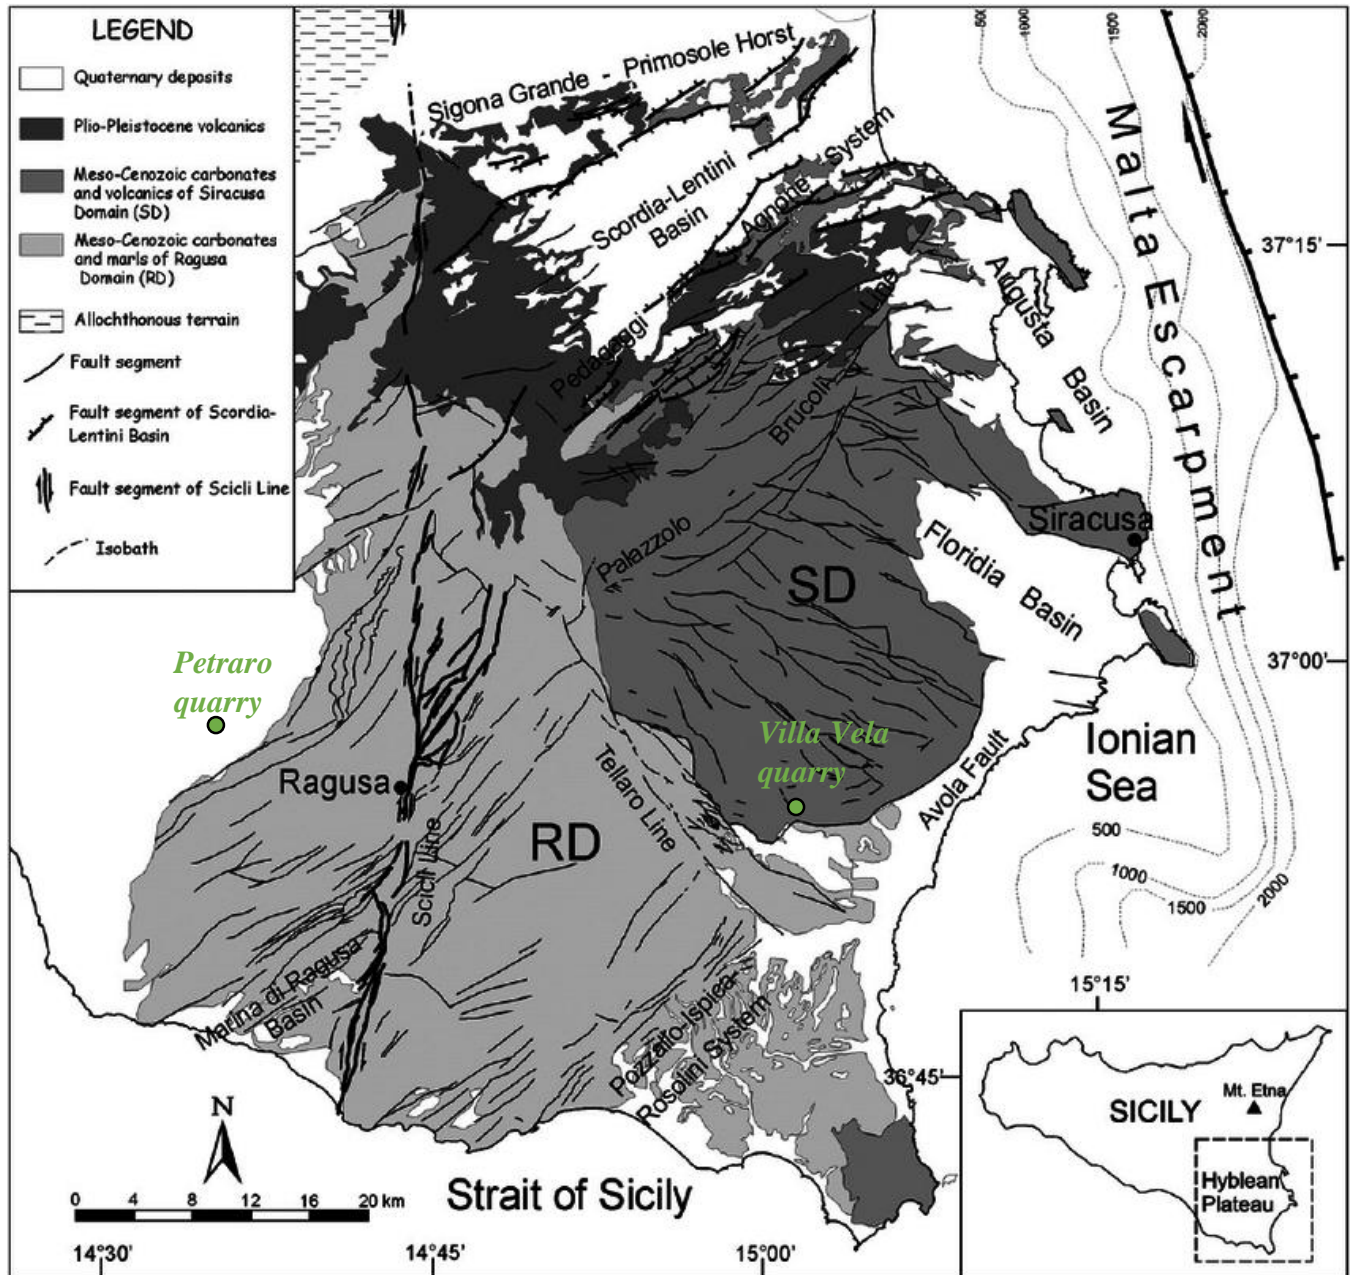 LEGEND
Quaternary deposits
Plio-Pleistocene volcanics
Meso-Cenozoic carbonates
and volcanics of Siracusa
Domain (SD)
Meso-Cenozoic carbonates
and marls of Ragusa
Domain (RD)
Allochthonous terrain
Fault segment
Fault segment of Scordia-
Lentini Basin
Fault segment of Scicli Line
Isobath
Sigona Grande - Primosole Horst
Scordia-Lentini
Basin
Pedagaggi Agnone System
Augusta Basin
Brucoli Line
Palazzolo
SD
Siracusa
Floridia Basin
Malta Escarpment
500
1000
1500
2000
37°15'
37°00'
Petraro
quarry
Villa Vela
quarry
Ragusa
RD
Tellaro Line
Scicli Line
Avola Fault
Ionian
Sea
500
1000
1500
2000
Marina di Ragusa
Basin
Pozzallo-Ispica-
Rosolini System
15°15'
36°45'
N
0 4 8 12 16 20 km
Strait of Sicily
14°30' 14°45' 15°00'
SICILY
Mt. Etna
Hyblean
Plateau